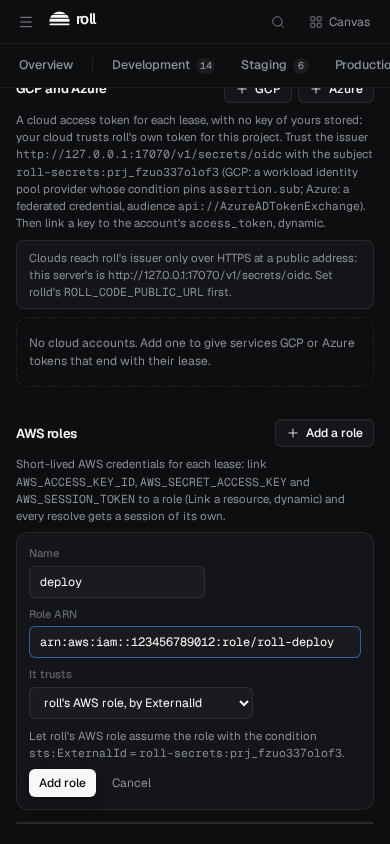 roll
Canvas
Overview
Development 14
Staging 6
Productio
GCP and Azure
+ GCP
+ Azure
A cloud access token for each lease, with no key of yours stored:
your cloud trusts roll's own token for this project. Trust the issuer
http://127.0.0.1:17070/v1/secrets/oidc with the subject
roll-secrets:prj_fzuo337olof3 (GCP: a workload identity
pool provider whose condition pins assertion.sub; Azure: a
federated credential, audience api://AzureADTokenExchange).
Then link a key to the account's access_token, dynamic.
Clouds reach roll's issuer only over HTTPS at a public address:
this server's is http://127.0.0.1:17070/v1/secrets/oidc. Set
rolld's ROLL_CODE_PUBLIC_URL first.
No cloud accounts. Add one to give services GCP or Azure
tokens that end with their lease.
AWS roles
+ Add a role
Short-lived AWS credentials for each lease: link
AWS_ACCESS_KEY_ID, AWS_SECRET_ACCESS_KEY and
AWS_SESSION_TOKEN to a role (Link a resource, dynamic) and
every resolve gets a session of its own.
Name
deploy
Role ARN
arn:aws:iam::123456789012:role/roll-deploy
It trusts
roll's AWS role, by ExternalId
Let roll's AWS role assume the role with the condition
sts:ExternalId = roll-secrets:prj_fzuo337olof3.
Add role
Cancel